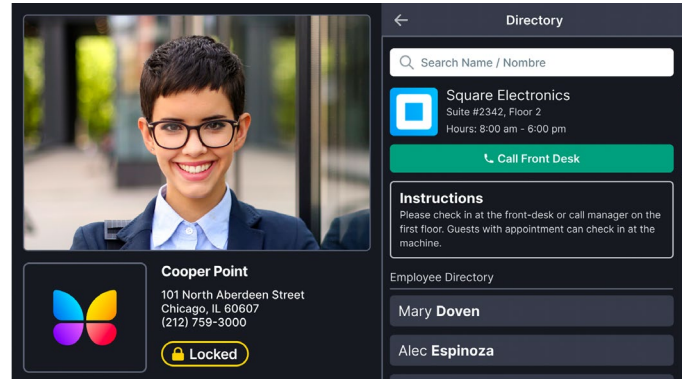 Cooper Point
101 North Aberdeen Street
Chicago, IL 60607
(212) 759-3000
Locked
Directory
Search Name / Nombre
Square Electronics
Suite #2342, Floor 2
Hours: 8:00 am - 6:00 pm
Call Front Desk
Instructions
Please check in at the front-desk or call manager on the
first floor. Guests with appointment can check in at the
machine.
Employee Directory
Mary Doven
Alec Espinoza